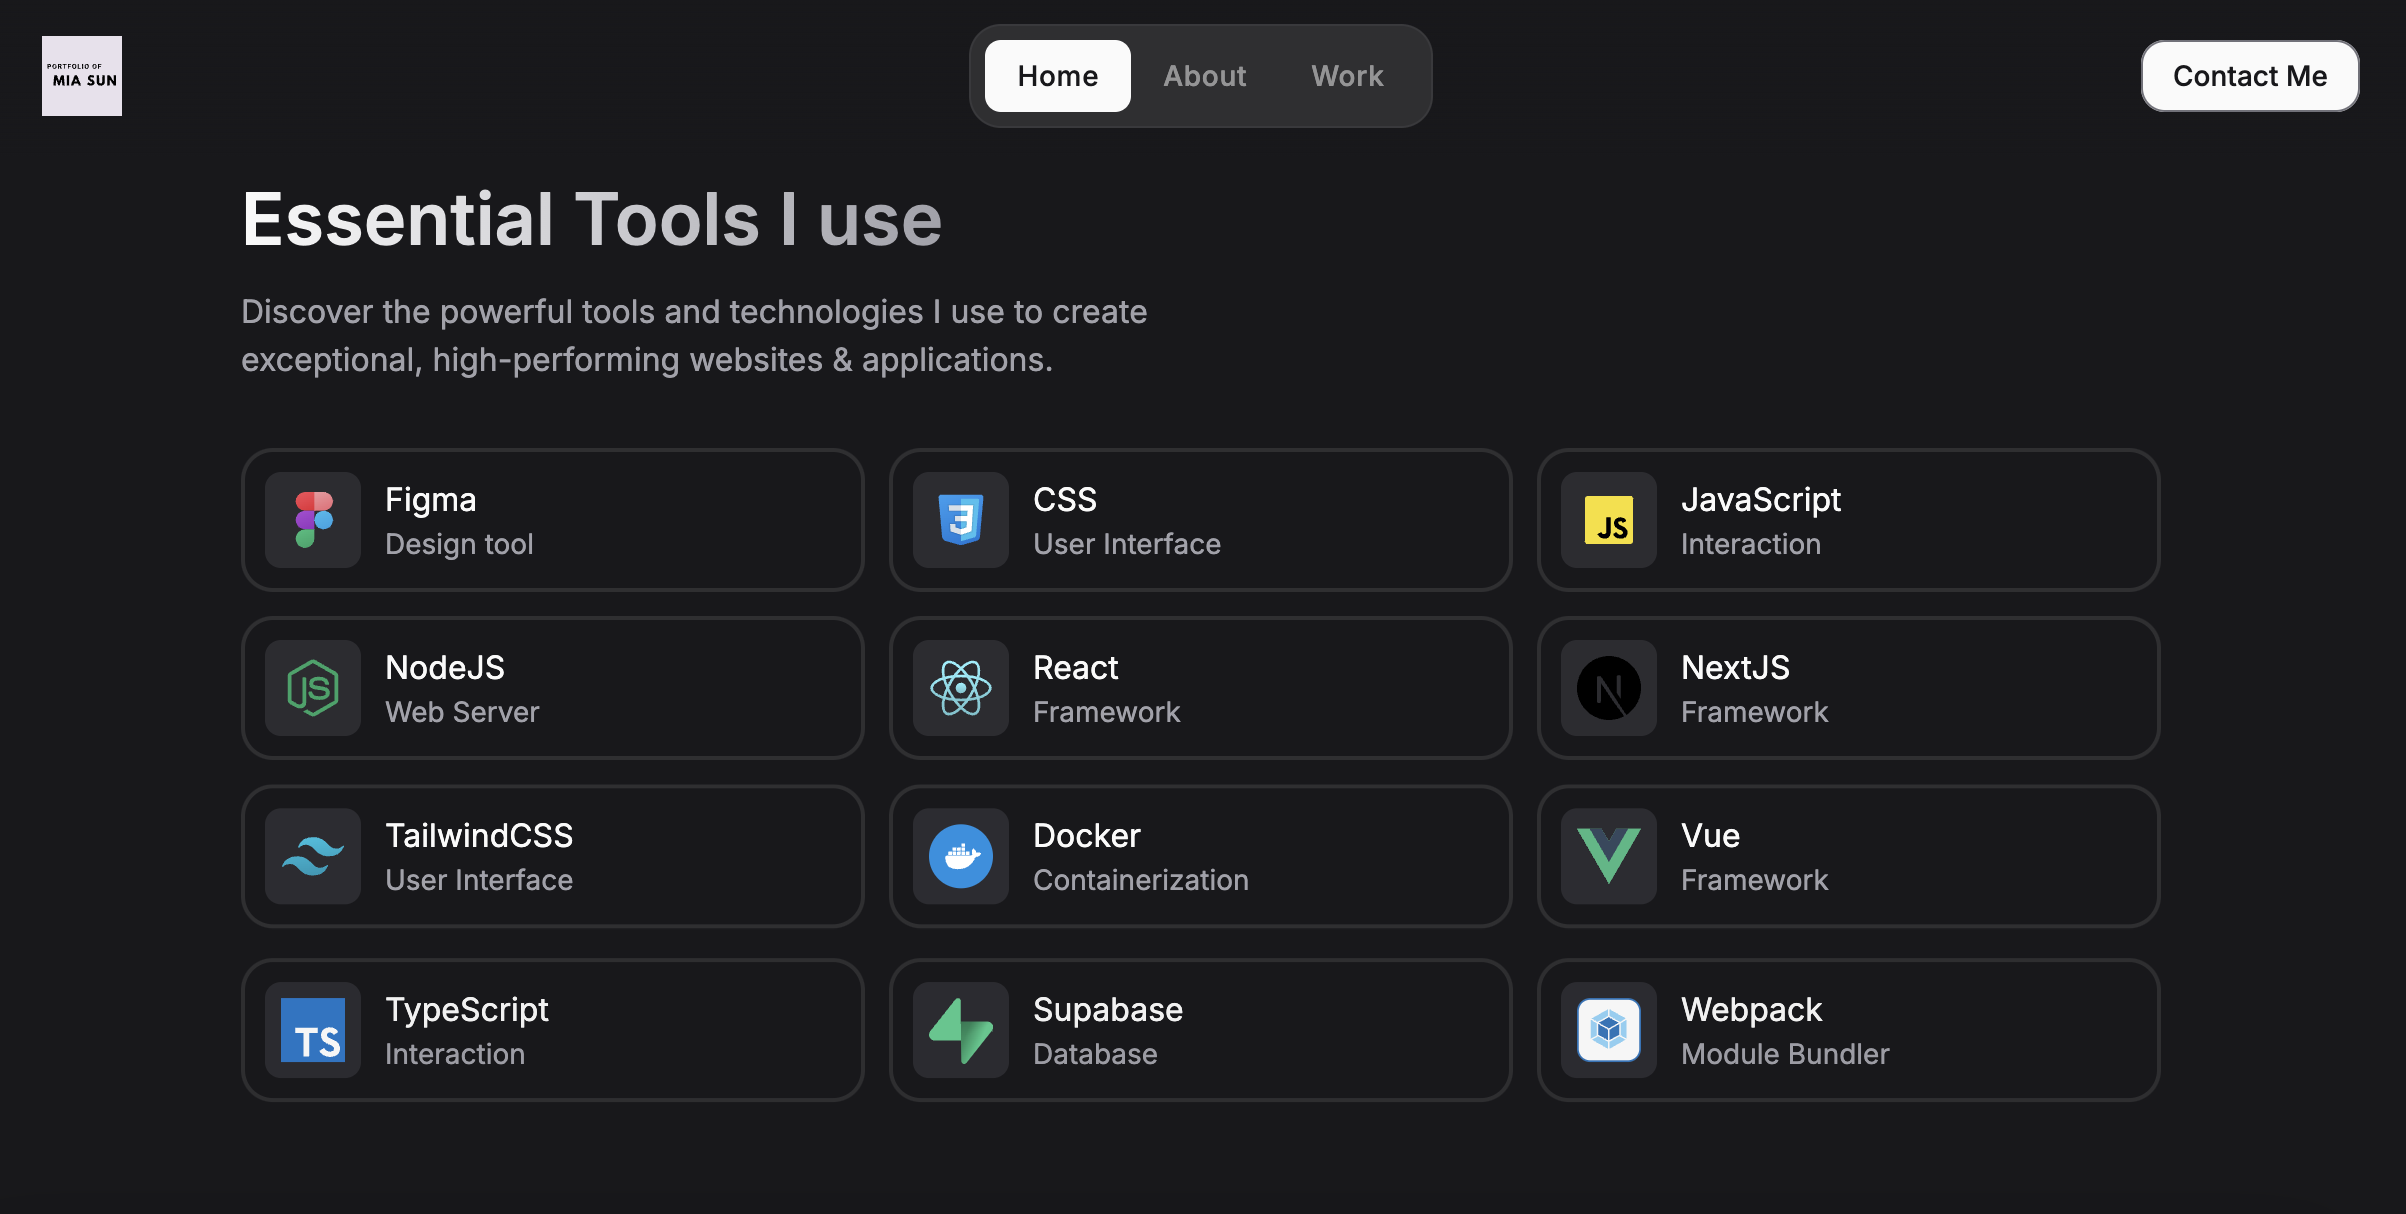 PORTFOLIO OF
MIA SUN
Home
About
Work
Contact Me
Essential Tools I use
Discover the powerful tools and technologies I use to create
exceptional, high-performing websites & applications.
Figma
Design tool
CSS
User Interface
JS
JavaScript
Interaction
JS
NodeJS
Web Server
React
Framework
N
NextJS
Framework
TailwindCSS
User Interface
Docker
Containerization
Vue
Framework
TS
TypeScript
Interaction
Supabase
Database
Webpack
Module Bundler